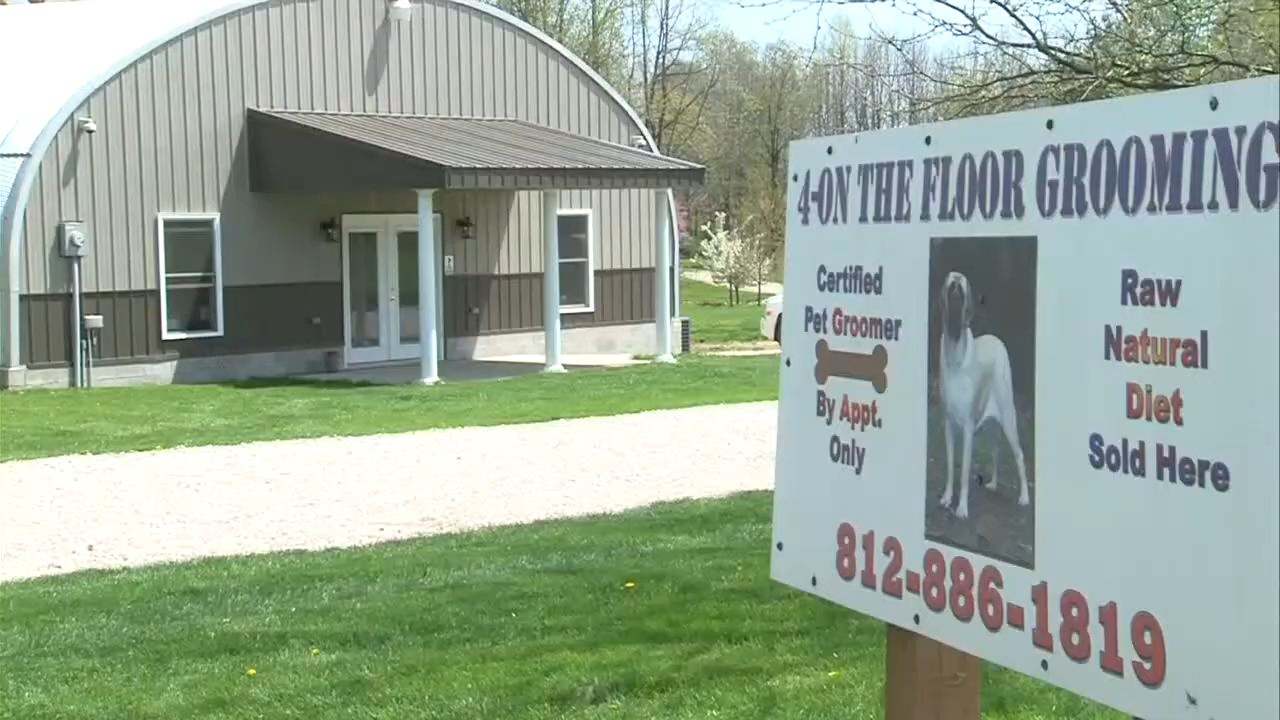 4-ON THE FLOOR GROOMING
Certified
Pet Groomer
By Appt.
Only
Raw
Natural
Diet
Sold Here
812-886-1819